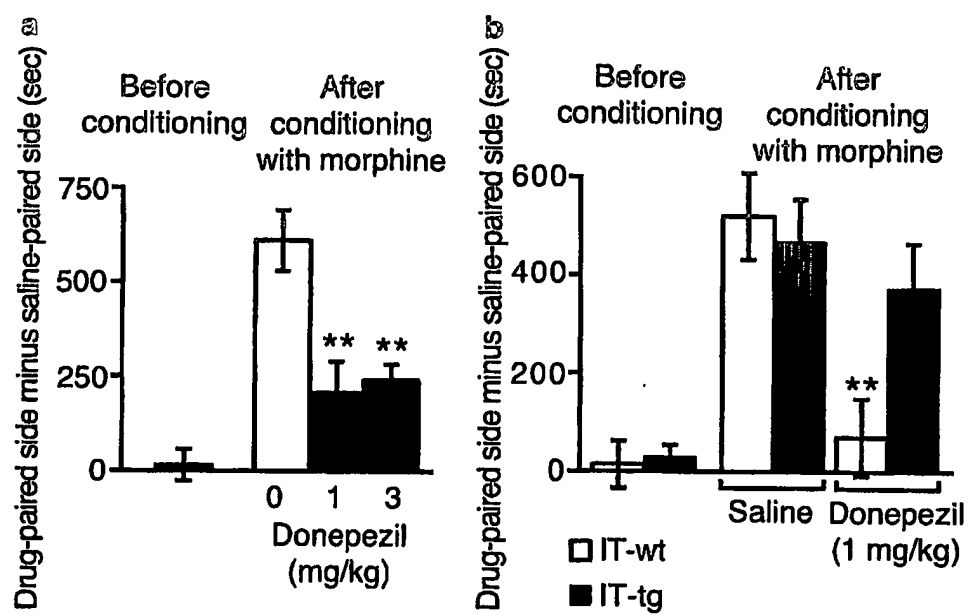 a
Drug-paired side minus saline-paired side (sec)
Before
conditioning
After
conditioning
with morphine
750
500
250
0
**
**
0 1 3
Donepezil
(mg/kg)
b
Drug-paired side minus saline-paired side (sec)
Before
conditioning
After
conditioning
with morphine
600
400
200
0
**
Saline
Donepezil
(1 mg/kg)
IT-wt
IT-tg